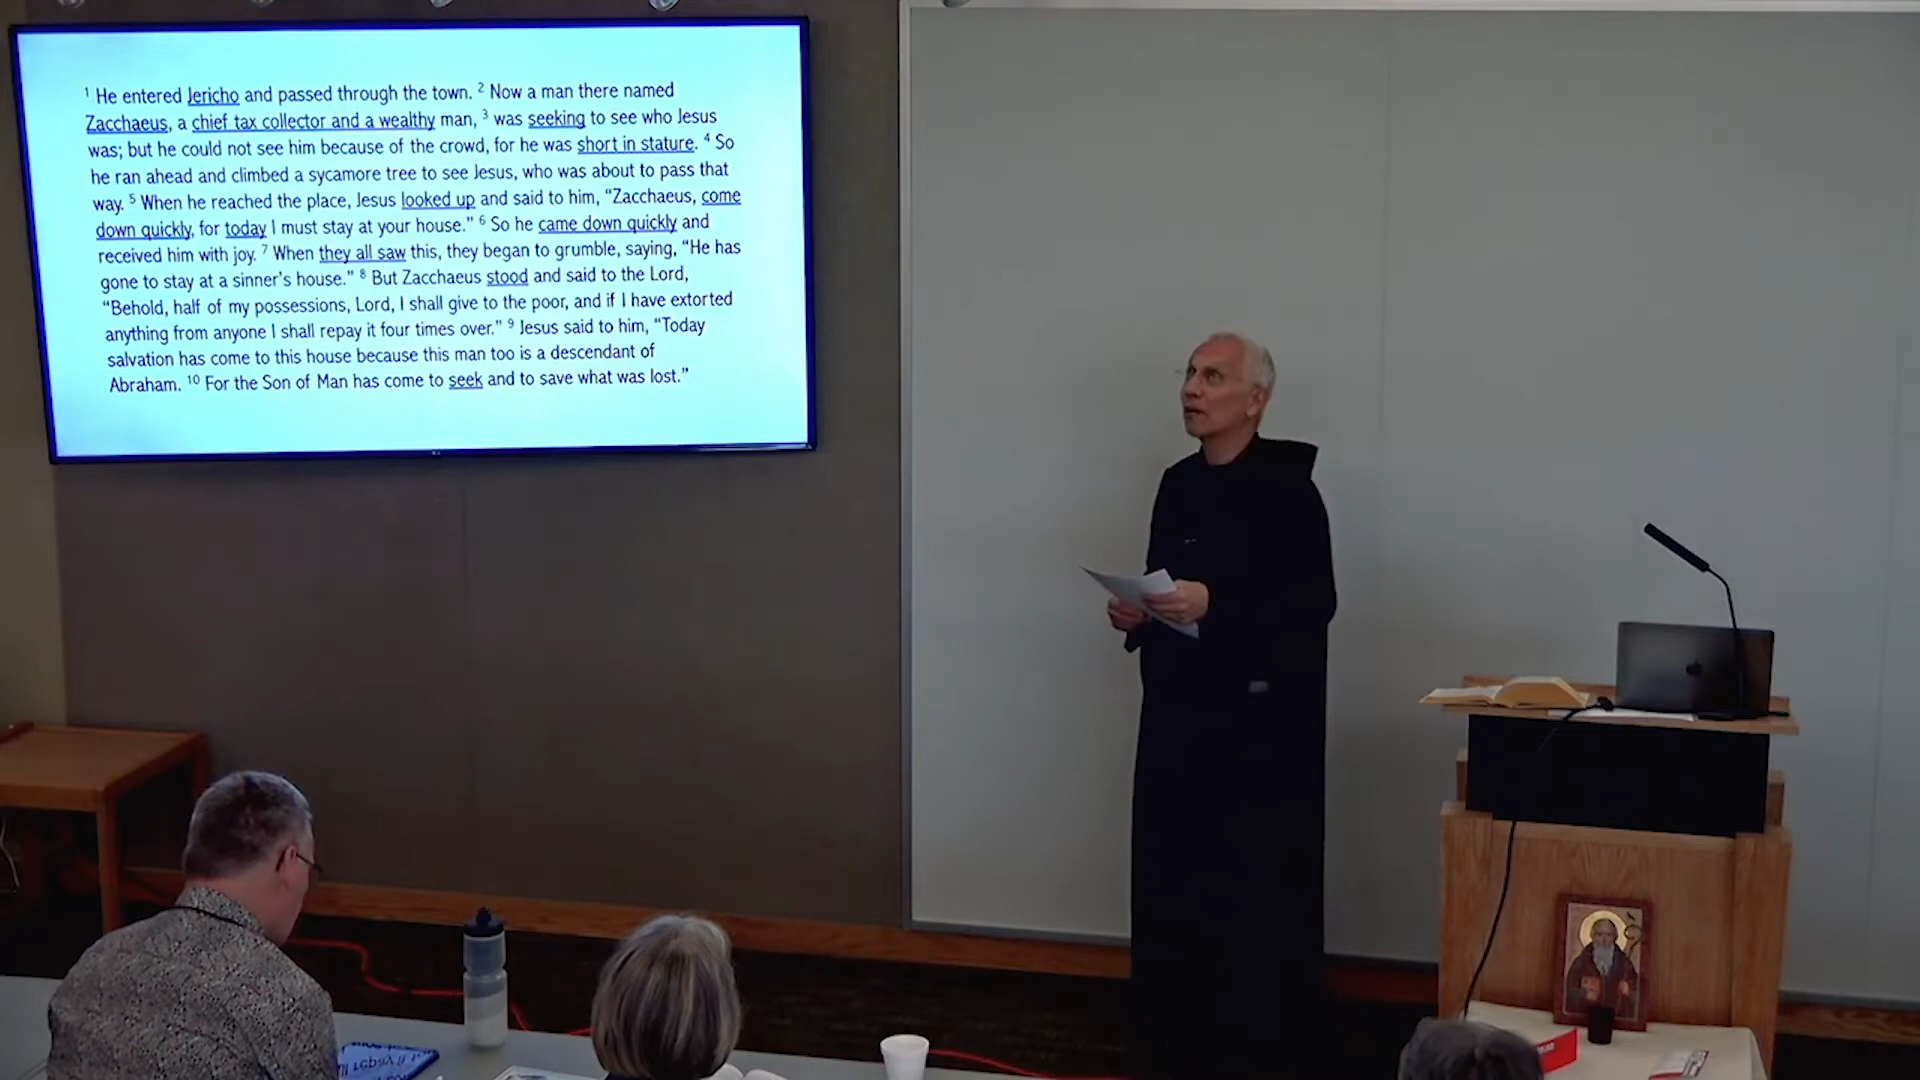 ¹ He entered Jericho and passed through the town. ² Now a man there named
Zacchaeus, a chief tax collector and a wealthy man, ³ was seeking to see who Jesus
was; but he could not see him because of the crowd, for he was short in stature. ⁴ So
he ran ahead and climbed a sycamore tree to see Jesus, who was about to pass that
way. ⁵ When he reached the place, Jesus looked up and said to him, “Zacchaeus, come
down quickly, for today I must stay at your house.” ⁶ So he came down quickly and
received him with joy. ⁷ When they all saw this, they began to grumble, saying, “He has
gone to stay at a sinner’s house.” ⁸ But Zacchaeus stood and said to the Lord,
“Behold, half of my possessions, Lord, I shall give to the poor, and if I have extorted
anything from anyone I shall repay it four times over.” ⁹ Jesus said to him, “Today
salvation has come to this house because this man too is a descendant of
Abraham. ¹⁰ For the Son of Man has come to seek and to save what was lost.”